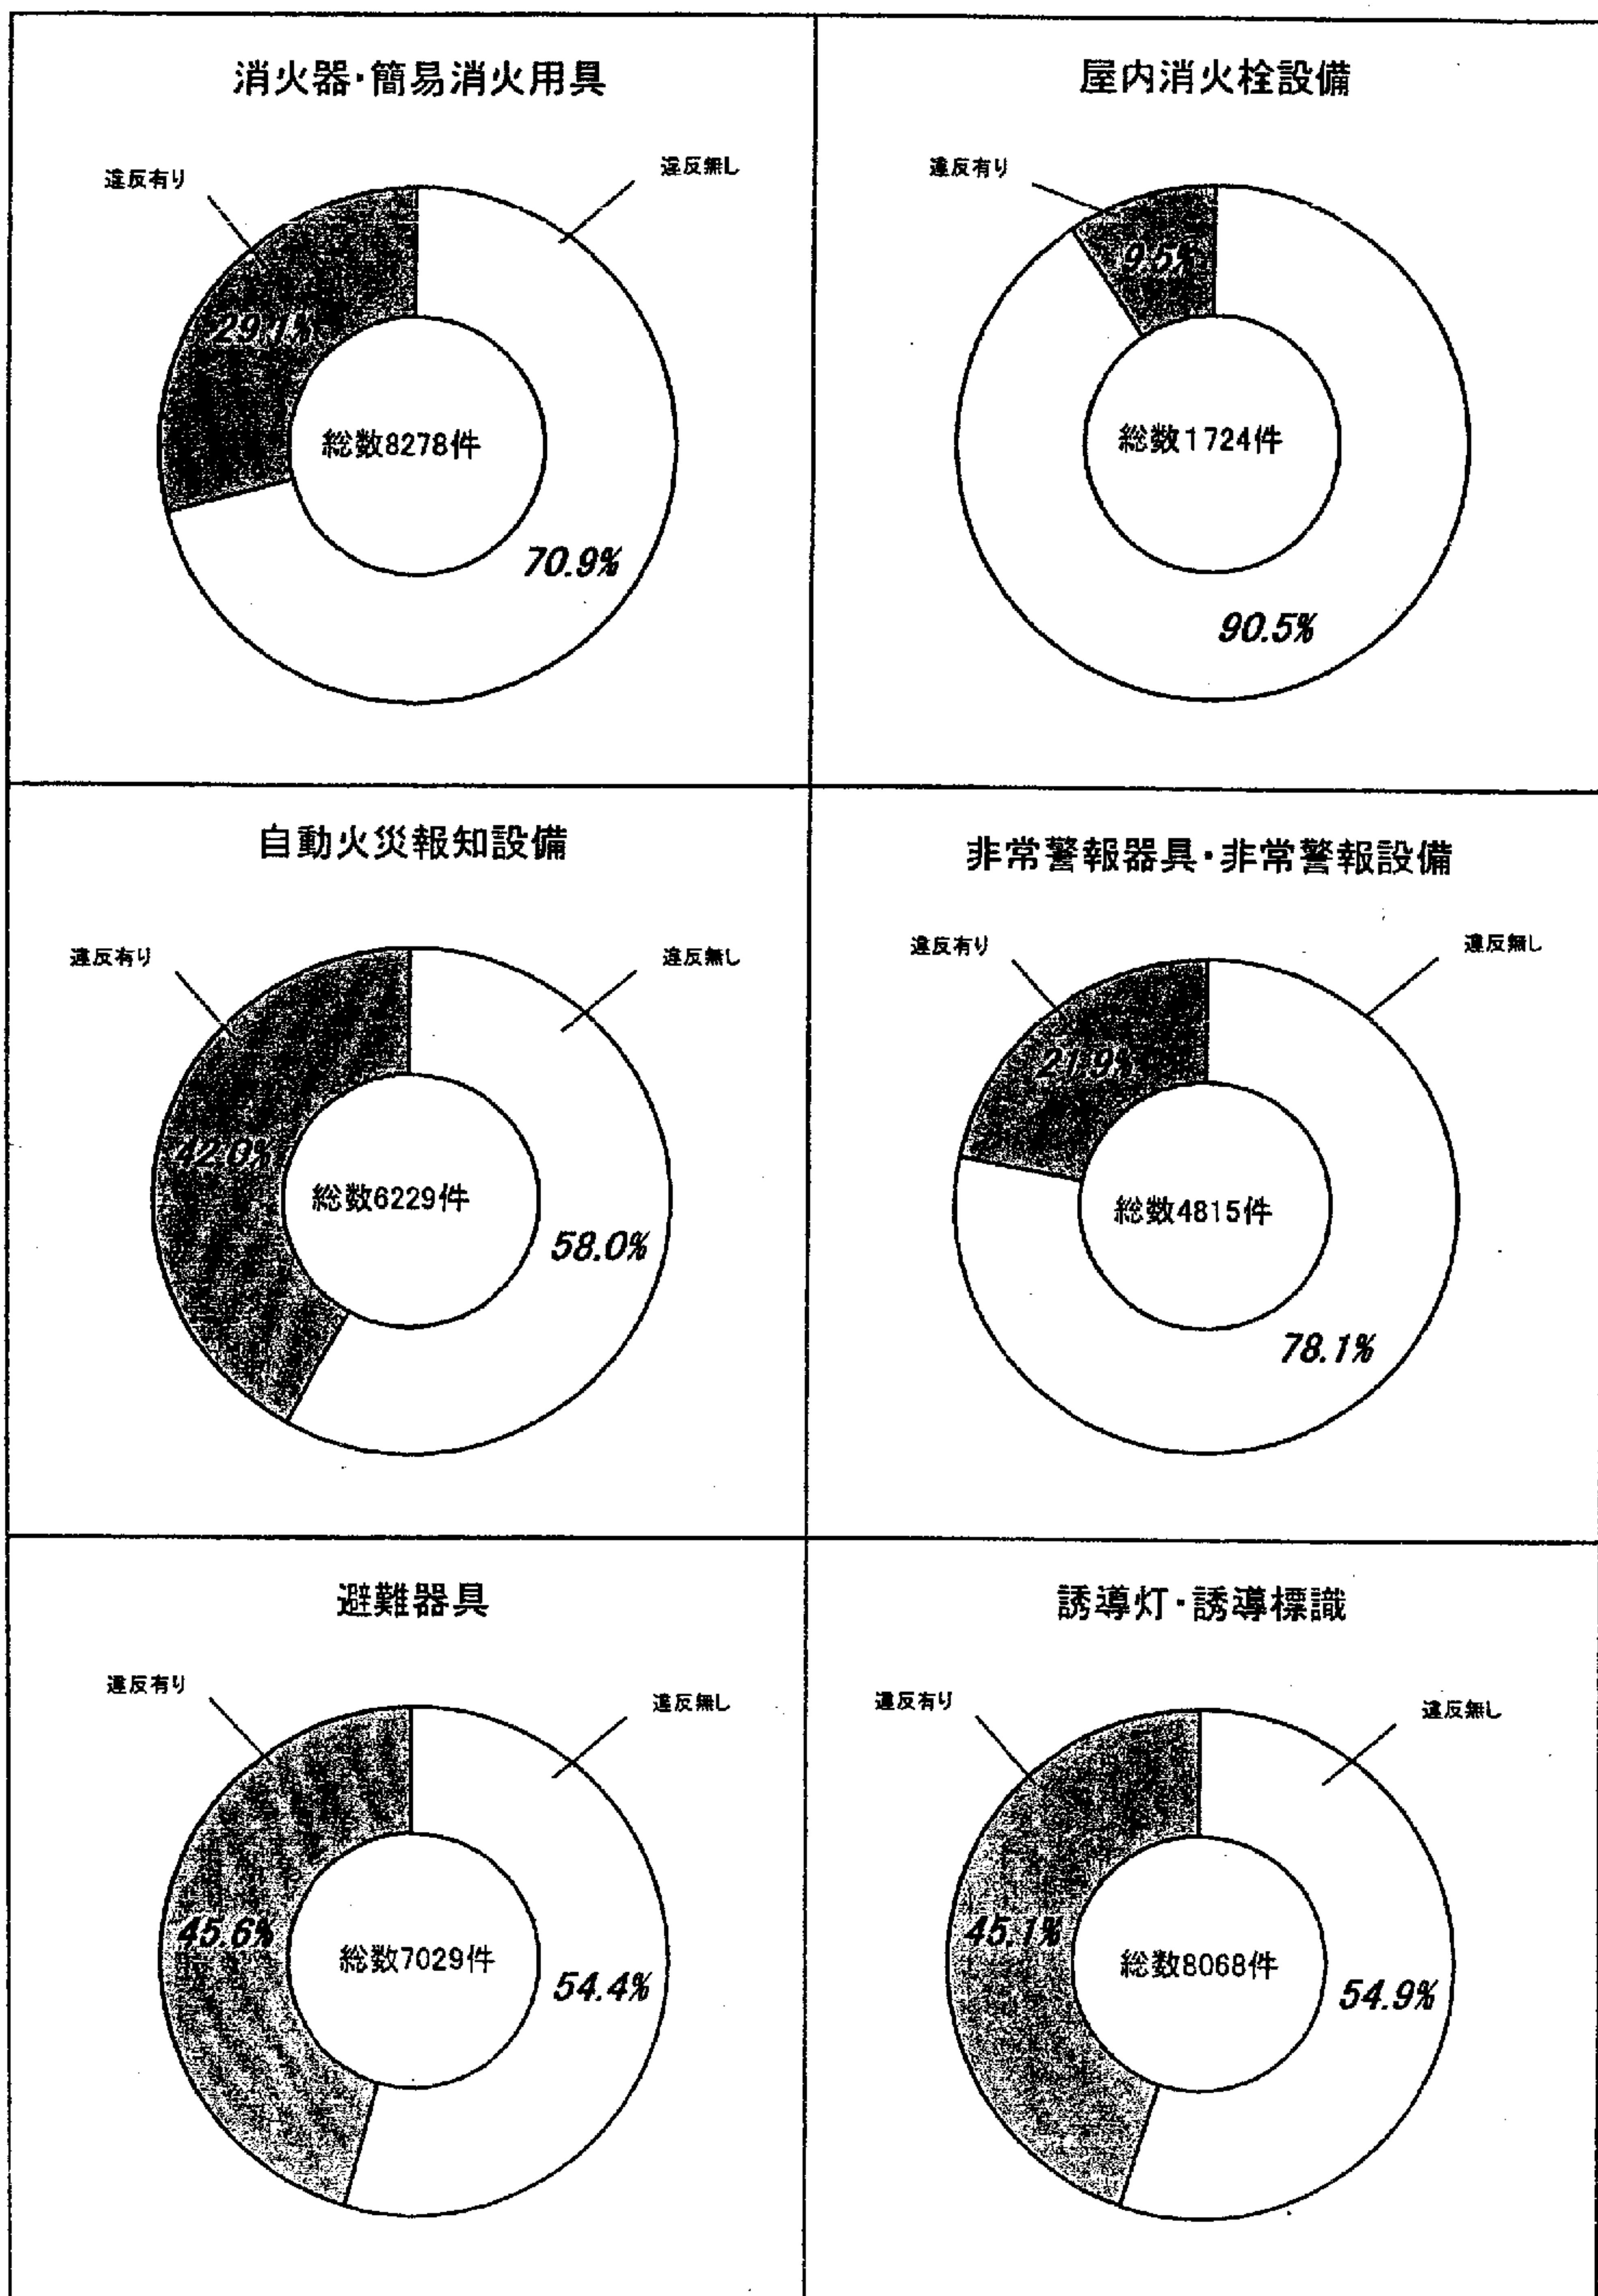 消火器・簡易消火用具
違反有り
違反無し
29.1%
総数8278件
70.9%
屋内消火栓設備
違反有り
9.5%
総数1724件
90.5%
自動火災報知設備
違反有り
違反無し
42.0%
総数6229件
58.0%
非常警報器具・非常警報設備
違反有り
違反無し
21.9%
総数4815件
78.1%
避難器具
違反有り
違反無し
45.6%
総数7029件
54.4%
誘導灯・誘導標識
違反有り
違反無し
45.1%
総数8068件
54.9%